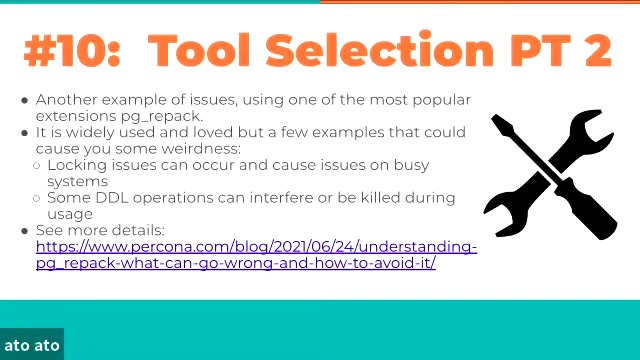 #10: Tool Selection PT 2
● Another example of issues, using one of the most popular
extensions pg_repack.
● It is widely used and loved but a few examples that could
cause you some weirdness:
○ Locking issues can occur and cause issues on busy
systems
○ Some DDL operations can interfere or be killed during
usage
● See more details:
https://www.percona.com/blog/2021/06/24/understanding-
pg_repack-what-can-go-wrong-and-how-to-avoid-it/
ato ato